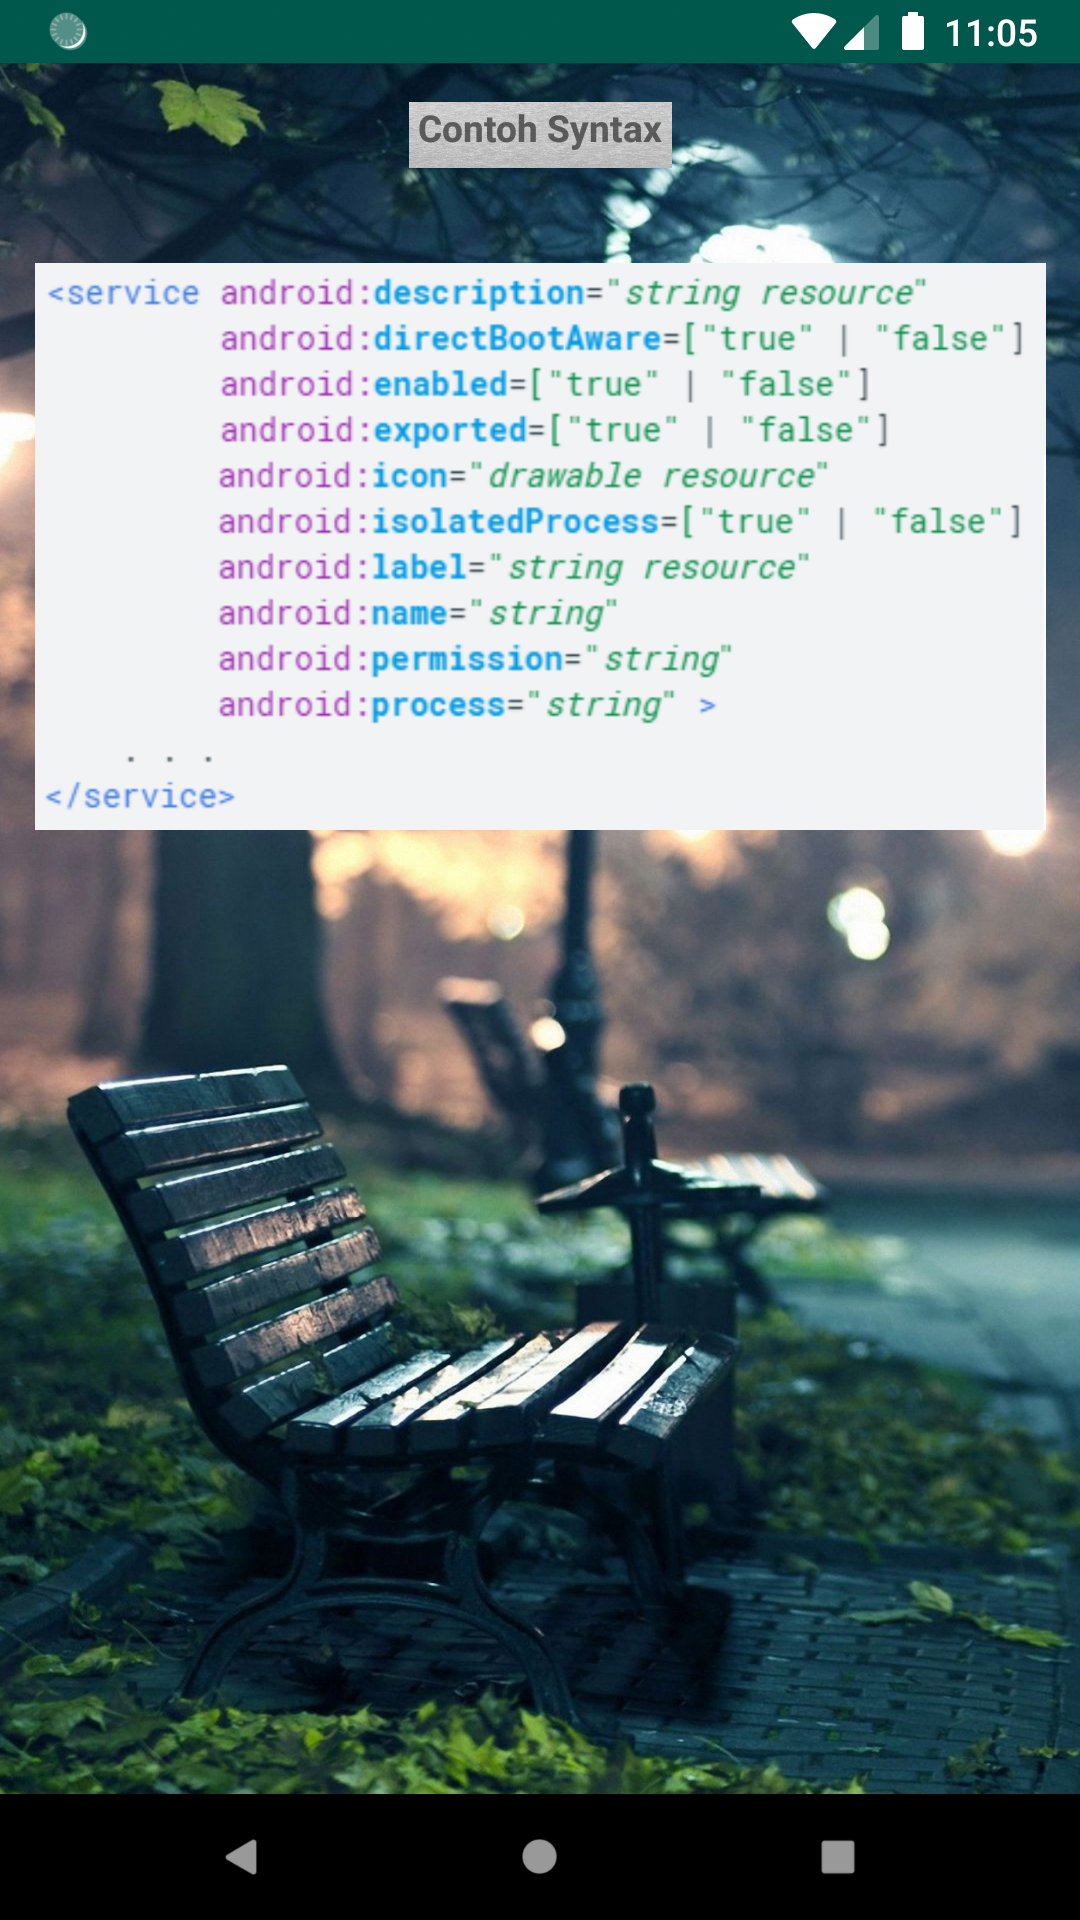 11:05
Contoh Syntax
<service android:description="string resource"
android:directBootAware=["true" | "false"]
android:enabled=["true" | "false"]
android:exported=["true" | "false"]
android:icon="drawable resource"
android:isolatedProcess=["true" | "false"]
android:label="string resource"
android:name="string"
android:permission="string"
android:process="string" >
. . .
</service>